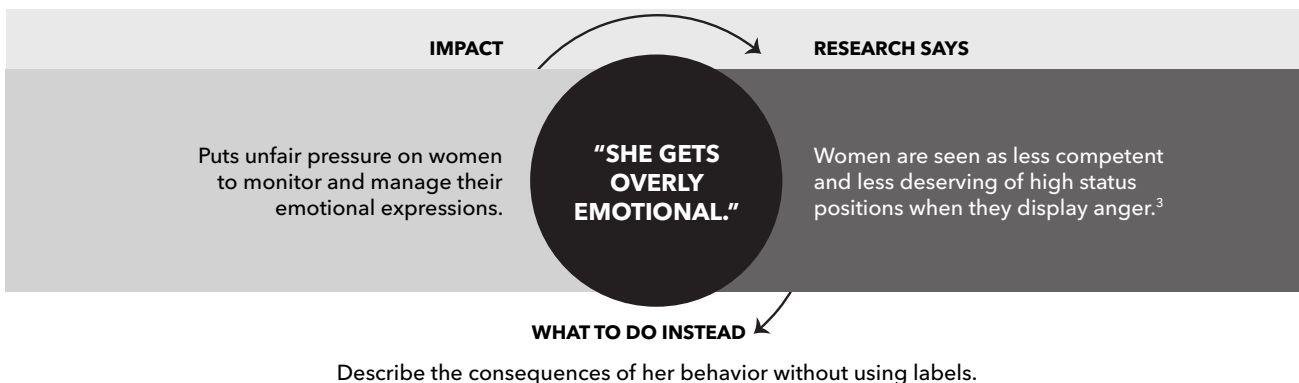 IMPACT
Puts unfair pressure on women
to monitor and manage their
emotional expressions.
"SHE GETS
OVERLY
EMOTIONAL."
RESEARCH SAYS
Women are seen as less competent
and less deserving of high status
positions when they display anger.³
WHAT TO DO INSTEAD
Describe the consequences of her behavior without using labels.